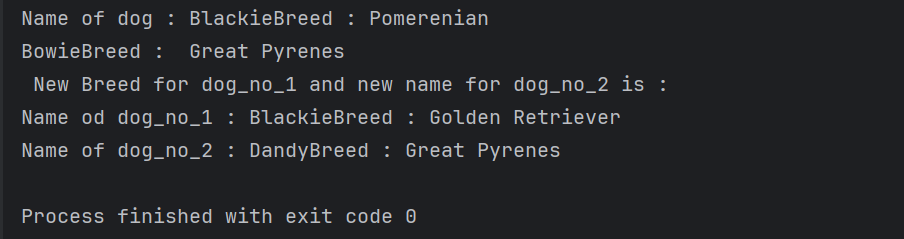 Name of dog : BlackieBreed : Pomerenian
BowieBreed :  Great Pyrenes
 New Breed for dog_no_1 and new name for dog_no_2 is :
Name od dog_no_1 : BlackieBreed : Golden Retriever
Name of dog_no_2 : DandyBreed : Great Pyrenes
Process finished with exit code 0